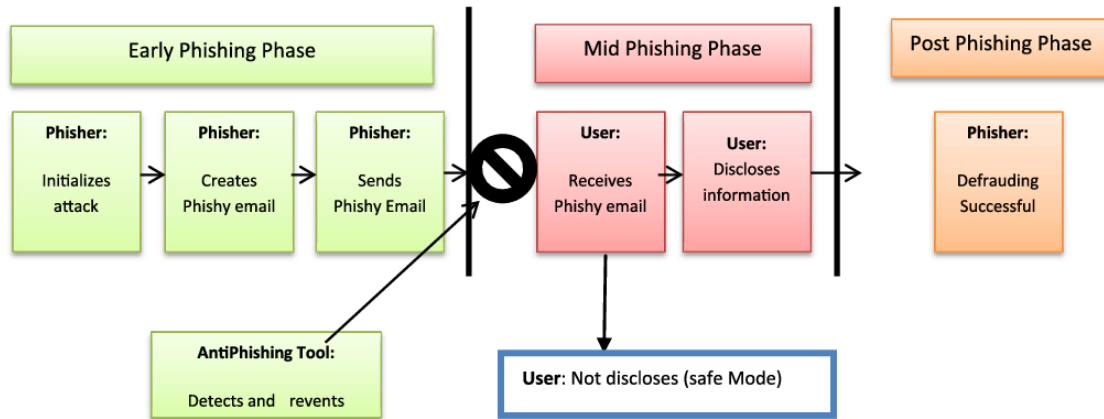 Early Phishing Phase
Mid Phishing Phase
Post Phishing Phase
Phisher:
Initializes
attack
Phisher:
Creates
Phishy email
Phisher:
Sends
Phishy Email
User:
Receives
Phishy email
User:
Discloses
information
Phisher:
Defrauding
Successful
AntiPhishing Tool:
Detects and revents
User: Not discloses (safe Mode)